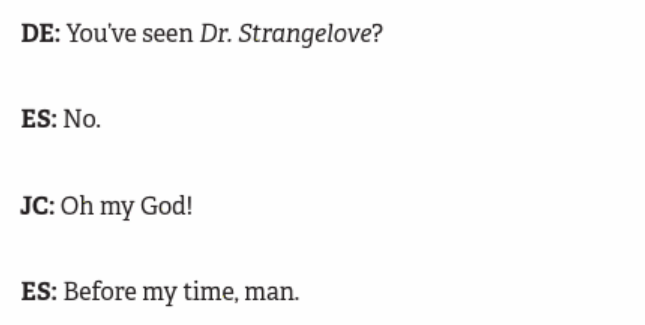 DE: You've seen Dr. Strangelove?
ES: No.
JC: Oh my God!
ES: Before my time, man.